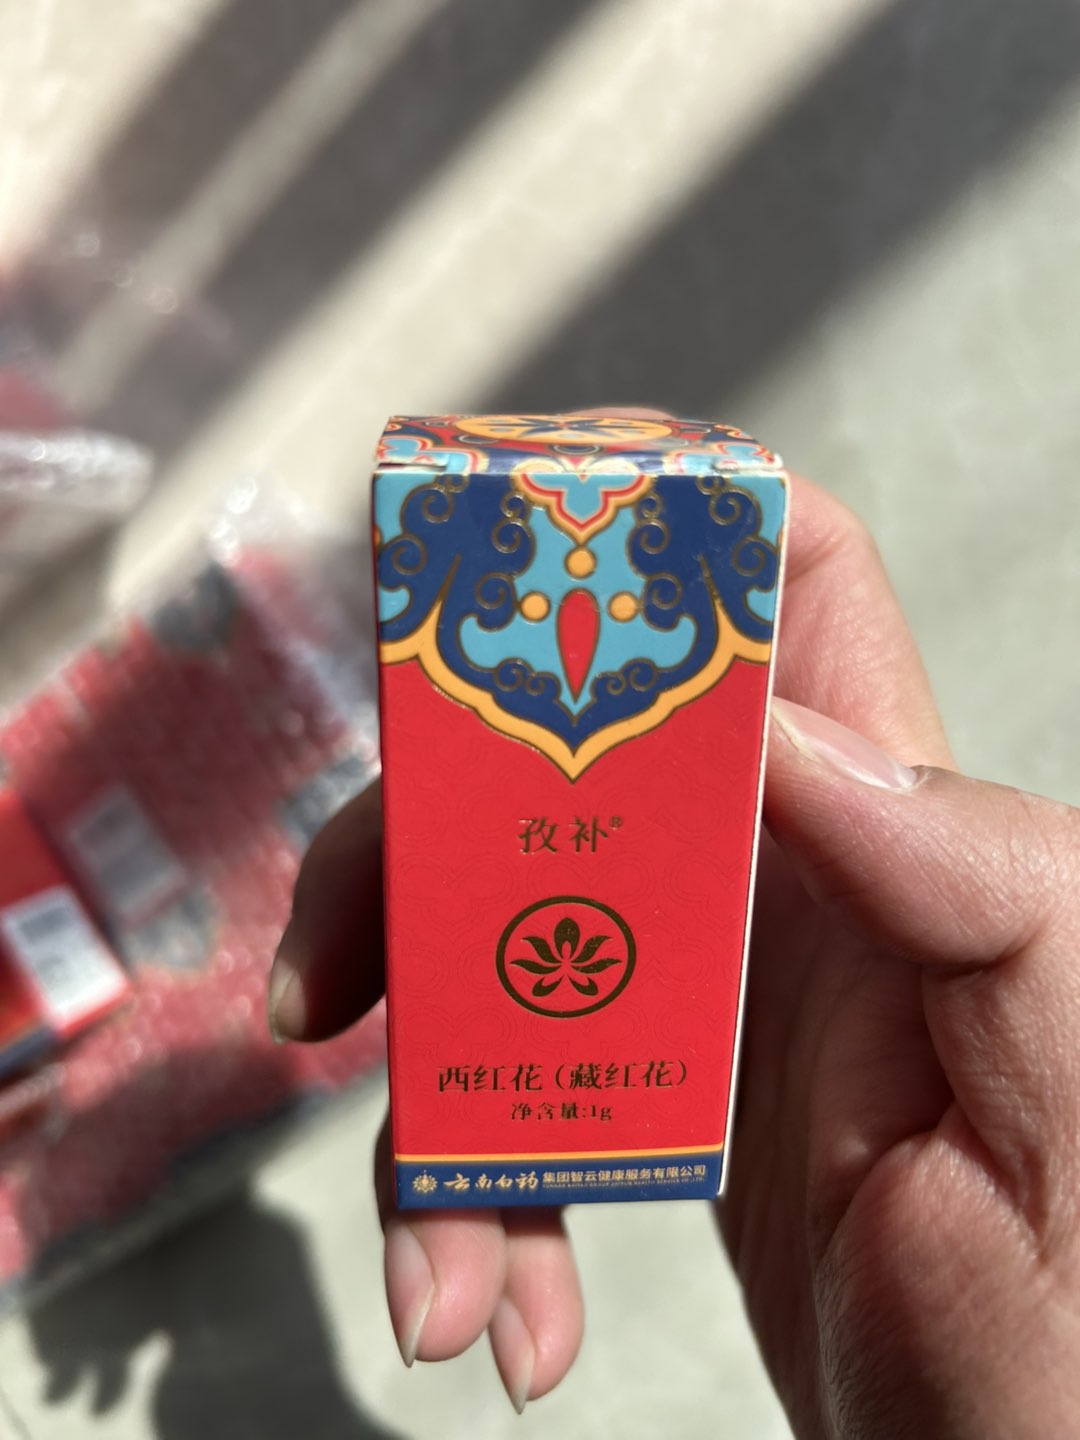 孜补®
西红花（藏红花）
净含量:1g
云南白药 集团智云健康服务有限公司